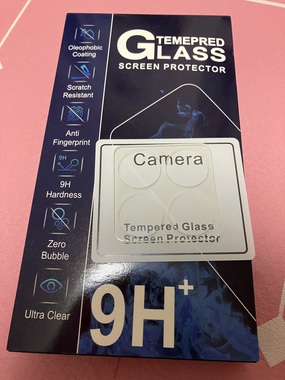 TEMEPRED
GLASS
SCREEN PROTECTOR
Oleophobic
Coating
Scratch
Resistant
Anti
Fingerprint
9H
9H
Hardness
Zero
Bubble
Ultra Clear
Camera
Tempered Glass
Screen Protector
9H+